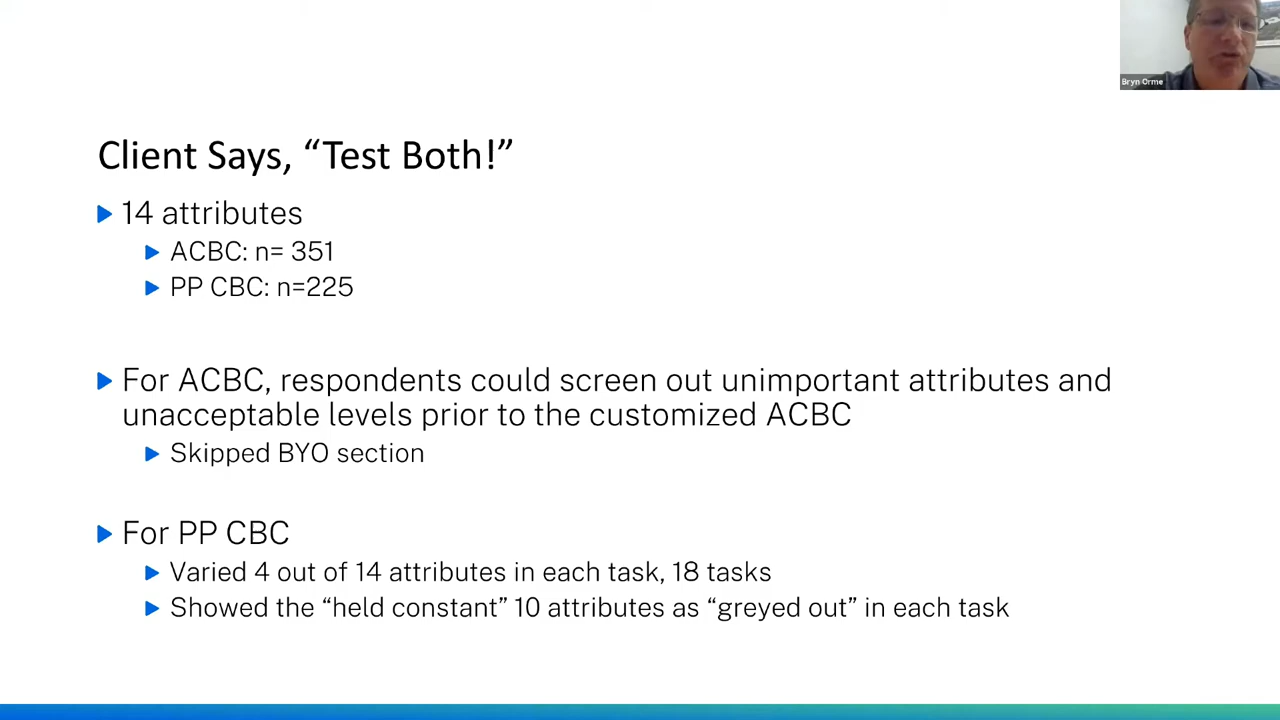 Bryn Orme
Client Says, “Test Both!”
14 attributes
ACBC: n= 351
PP CBC: n=225
For ACBC, respondents could screen out unimportant attributes and
unacceptable levels prior to the customized ACBC
Skipped BYO section
For PP CBC
Varied 4 out of 14 attributes in each task, 18 tasks
Showed the “held constant” 10 attributes as “greyed out” in each task